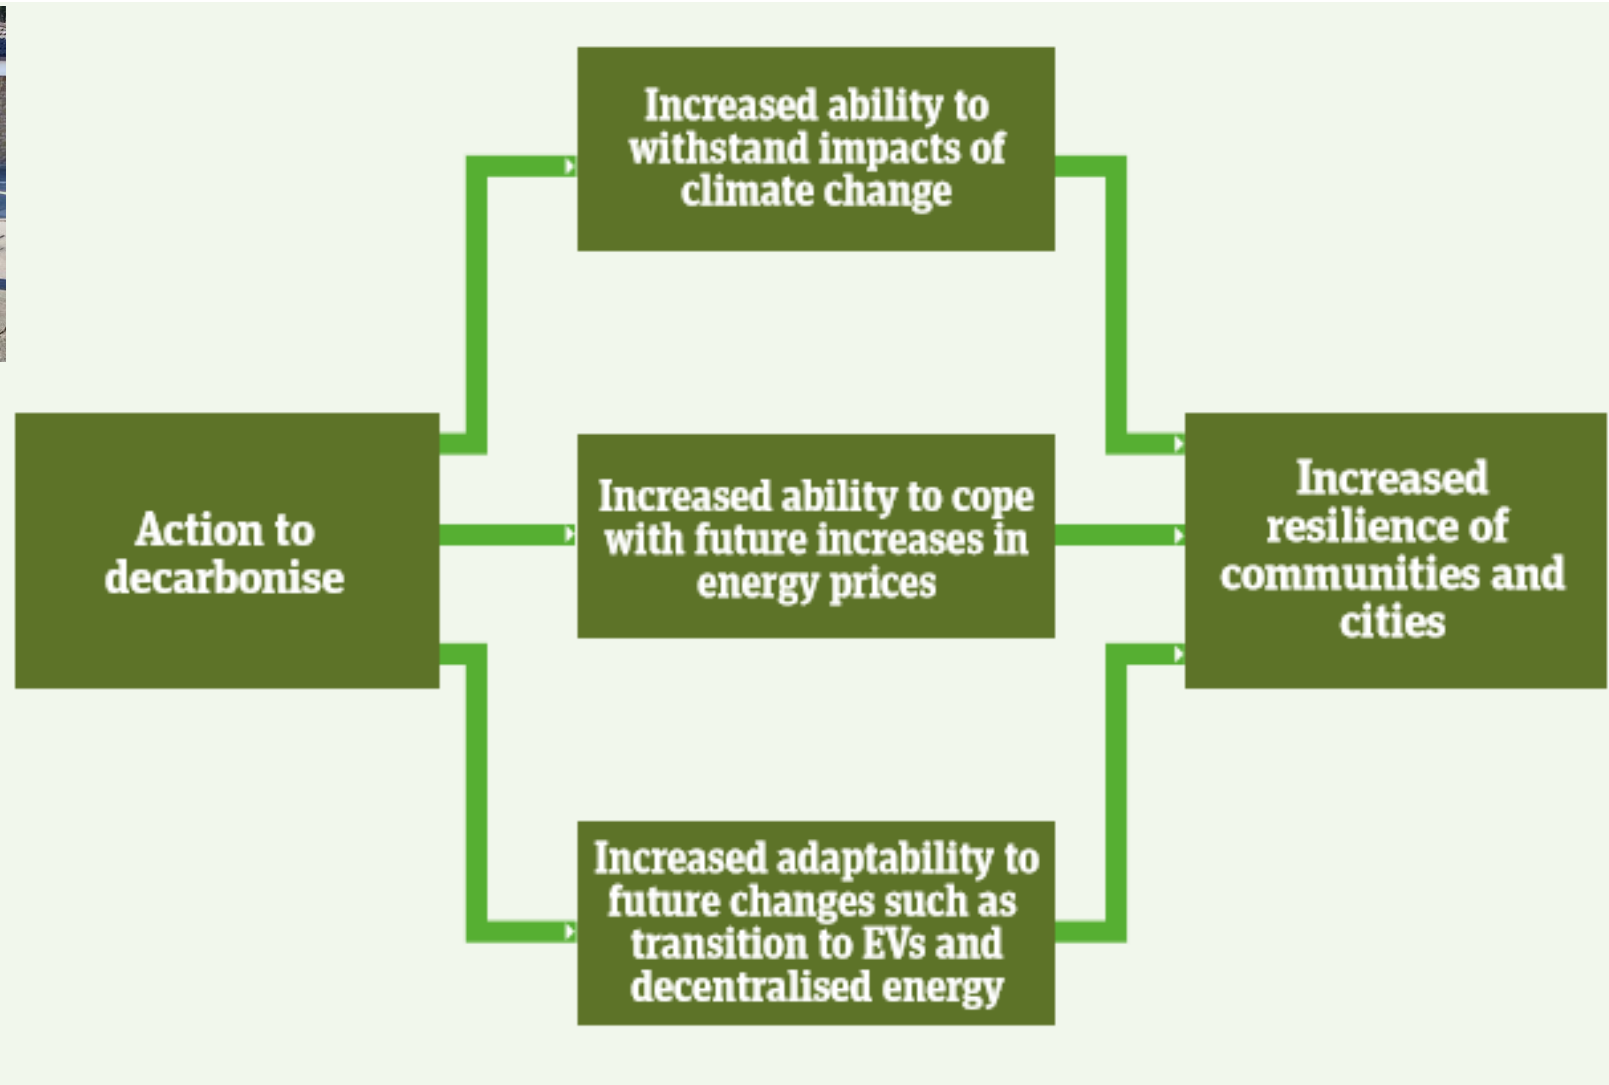 Increased ability to
withstand impacts of
climate change
Action to
decarbonise
Increased ability to cope
with future increases in
energy prices
Increased
resilience of
communities and
cities
Increased adaptability to
future changes such as
transition to EVs and
decentralised energy